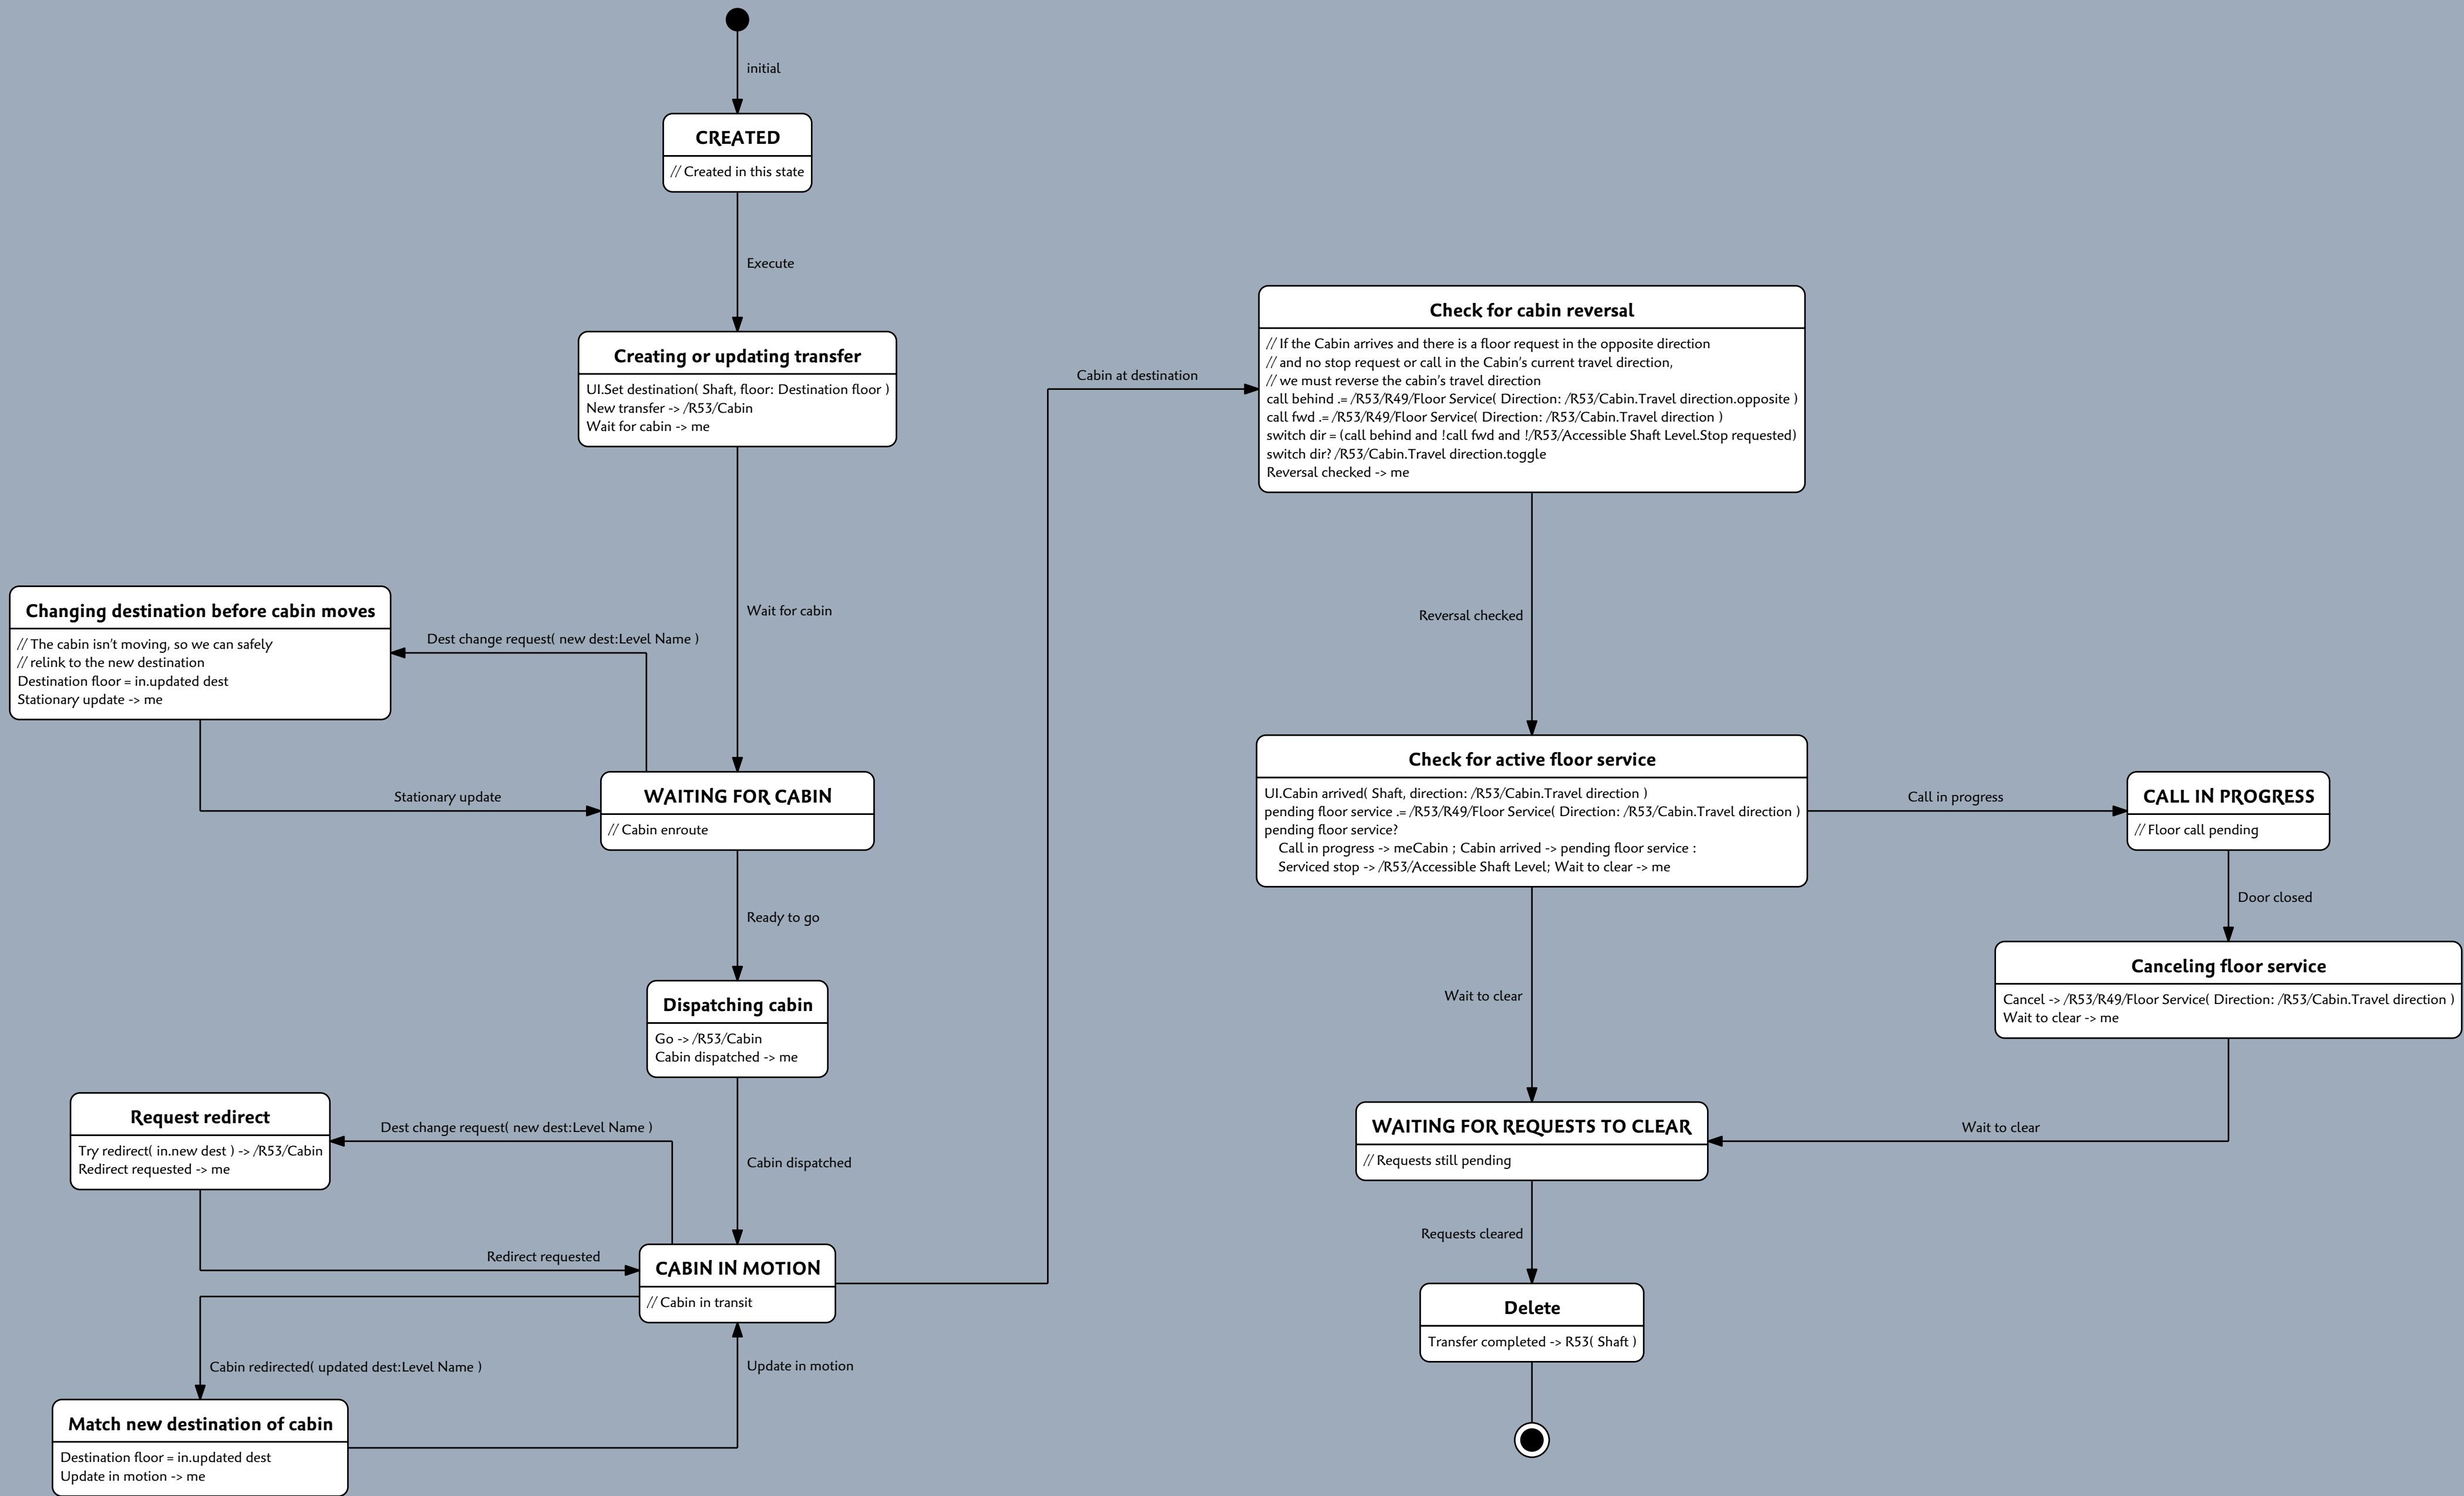 initial
CREATED
// Created in this state
Execute
Creating or updating transfer
UI.Set destination( Shaft, floor: Destination floor )
New transfer -> /R53/Cabin
Wait for cabin -> me
Wait for cabin
Changing destination before cabin moves
// The cabin isn't moving, so we can safely
// relink to the new destination
Destination floor = in.updated dest
Stationary update -> me
Dest change request( new dest:Level Name )
Stationary update
WAITING FOR CABIN
// Cabin enroute
Ready to go
Dispatching cabin
Go -> /R53/Cabin
Cabin dispatched -> me
Request redirect
Try redirect( in.new dest ) -> /R53/Cabin
Redirect requested -> me
Dest change request( new dest:Level Name )
Cabin dispatched
Redirect requested
CABIN IN MOTION
// Cabin in transit
Cabin redirected( updated dest:Level Name )
Update in motion
Match new destination of cabin
Destination floor = in.updated dest
Update in motion -> me
Cabin at destination
Check for cabin reversal
// If the Cabin arrives and there is a floor request in the opposite direction
// and no stop request or call in the Cabin's current travel direction,
// we must reverse the cabin's travel direction
call behind .= /R53/R49/Floor Service( Direction: /R53/Cabin.Travel direction.opposite )
call fwd .= /R53/R49/Floor Service( Direction: /R53/Cabin.Travel direction )
switch dir = (call behind and !call fwd and !/R53/Accessible Shaft Level.Stop requested)
switch dir? /R53/Cabin.Travel direction.toggle
Reversal checked -> me
Reversal checked
Check for active floor service
UI.Cabin arrived( Shaft, direction: /R53/Cabin.Travel direction )
pending floor service .= /R53/R49/Floor Service( Direction: /R53/Cabin.Travel direction )
pending floor service?
Call in progress -> meCabin ; Cabin arrived -> pending floor service :
Serviced stop -> /R53/Accessible Shaft Level; Wait to clear -> me
Call in progress
CALL IN PROGRESS
// Floor call pending
Door closed
Canceling floor service
Cancel -> /R53/R49/Floor Service( Direction: /R53/Cabin.Travel direction )
Wait to clear -> me
Wait to clear
WAITING FOR REQUESTS TO CLEAR
// Requests still pending
Wait to clear
Requests cleared
Delete
Transfer completed -> R53( Shaft )